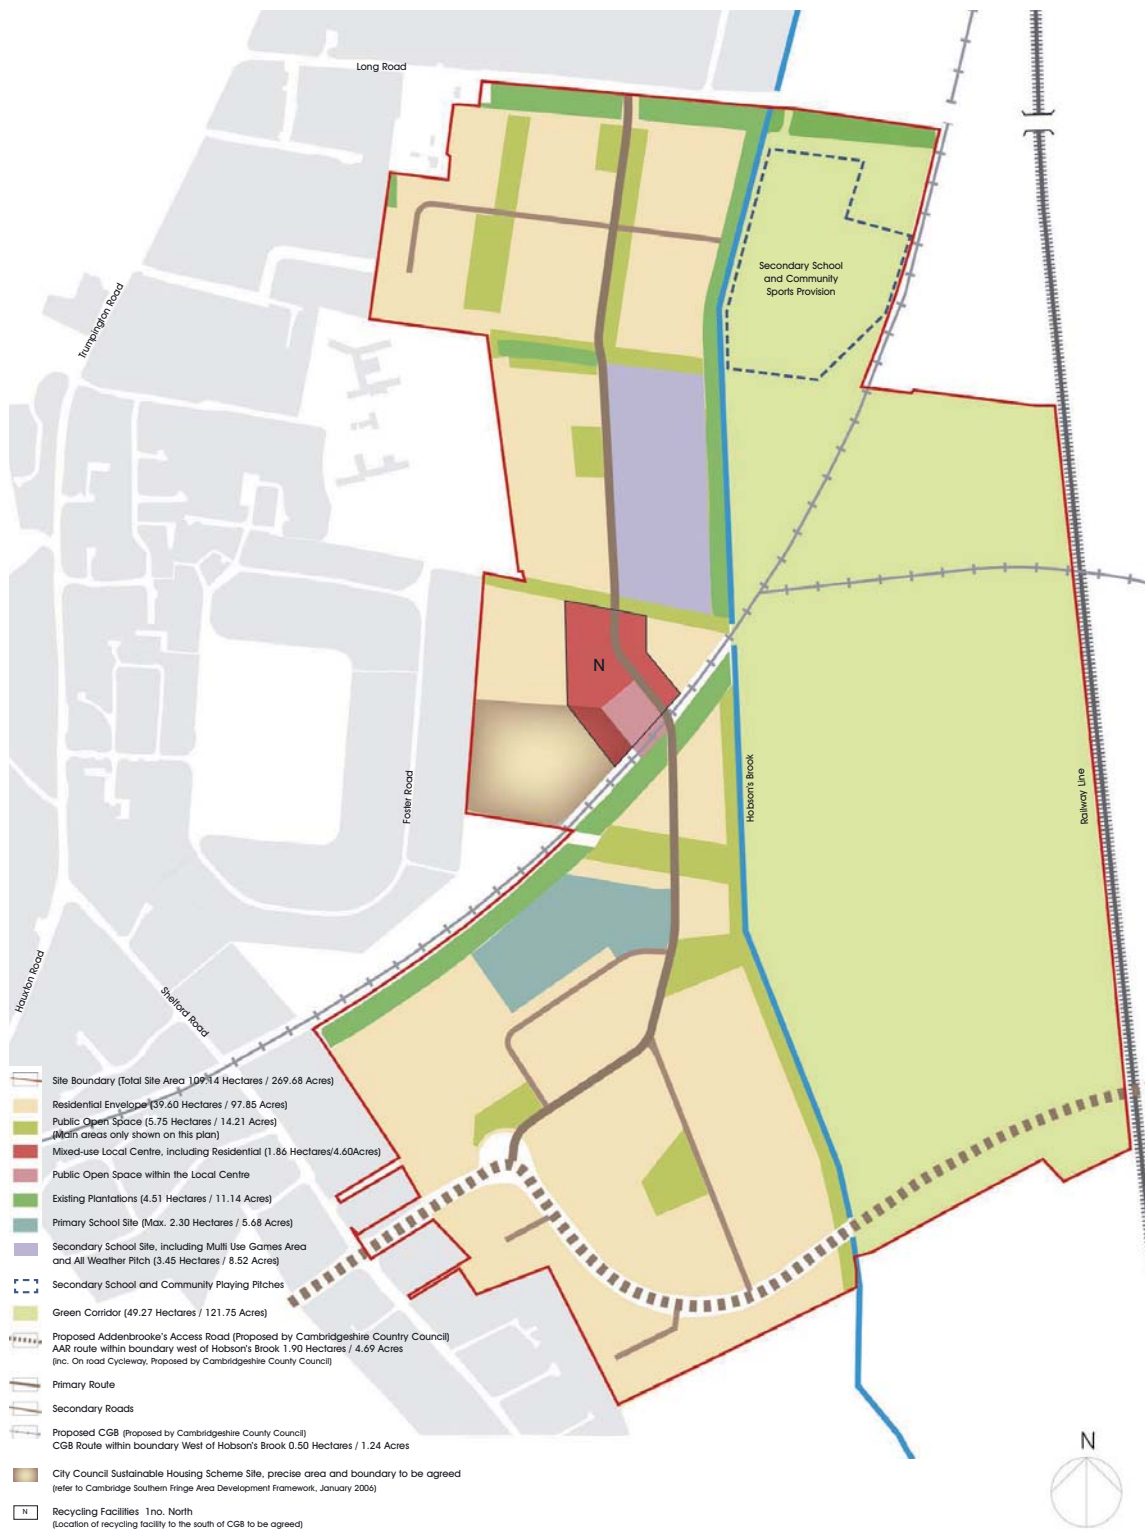 Long Road
Trumpington Road
Secondary School
and Community
Sports Provision
N
Foster Road
Hobson's Brook
Railway Line
Hauxton Road
Shelford Road
Site Boundary (Total Site Area 109.14 Hectares / 269.68 Acres)
Residential Envelope (39.60 Hectares / 97.85 Acres)
Public Open Space (5.75 Hectares / 14.21 Acres)
(Main areas only shown on this plan)
Mixed-use Local Centre, including Residential (1.86 Hectares/4.60Acres)
Public Open Space within the Local Centre
Existing Plantations (4.51 Hectares / 11.14 Acres)
Primary School Site (Max. 2.30 Hectares / 5.68 Acres)
Secondary School Site, including Multi Use Games Area
and All Weather Pitch (3.45 Hectares / 8.52 Acres)
Secondary School and Community Playing Pitches
Green Corridor (49.27 Hectares / 121.75 Acres)
Proposed Addenbrooke's Access Road (Proposed by Cambridgeshire Country Council)
AAR route within boundary west of Hobson's Brook 1.90 Hectares / 4.69 Acres
(inc. On road Cycleway, Proposed by Cambridgeshire County Council)
Primary Route
Secondary Roads
Proposed CGB (Proposed by Cambridgeshire County Council)
CGB Route within boundary West of Hobson's Brook 0.50 Hectares / 1.24 Acres
City Council Sustainable Housing Scheme Site, precise area and boundary to be agreed
(refer to Cambridge Southern Fringe Area Development Framework, January 2006)
N
Recycling Facilities 1no. North
(Location of recycling facility to the south of CGB to be agreed)
N